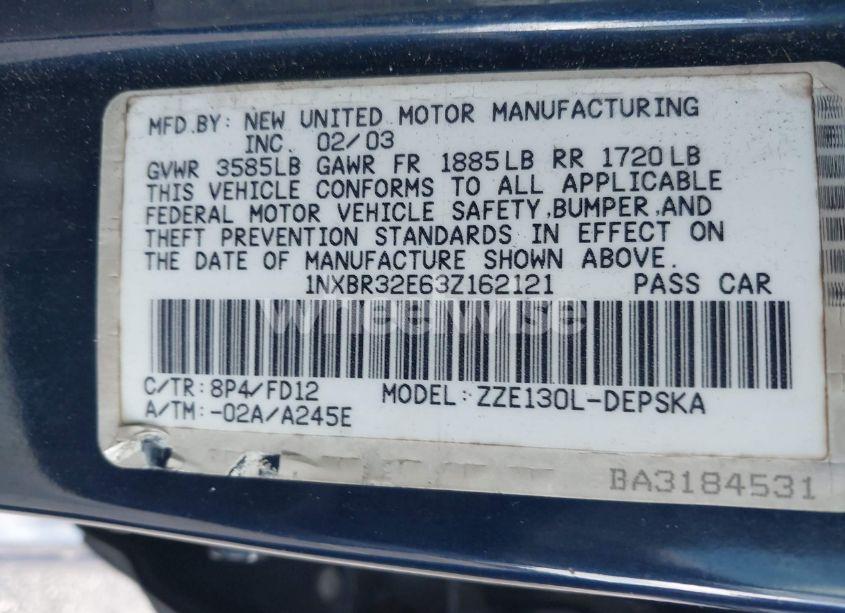 MFD.BY: NEW UNITED MOTOR MANUFACTURING
INC. 02/03
GVWR 3585LB GAWR FR 1885LB RR 1720LB
THIS VEHICLE CONFORMS TO ALL APPLICABLE
FEDERAL MOTOR VEHICLE SAFETY,BUMPER,AND
THEFT PREVENTION STANDARDS IN EFFECT ON
THE DATE OF MANUFACTURE SHOWN ABOVE.
1NXBR32E63Z162121 PASS CAR
wheelwise
C/TR: 8P4/FD12 MODEL: ZZE130L-DEPSKA
A/TM: -02A/A245E
BA3184531